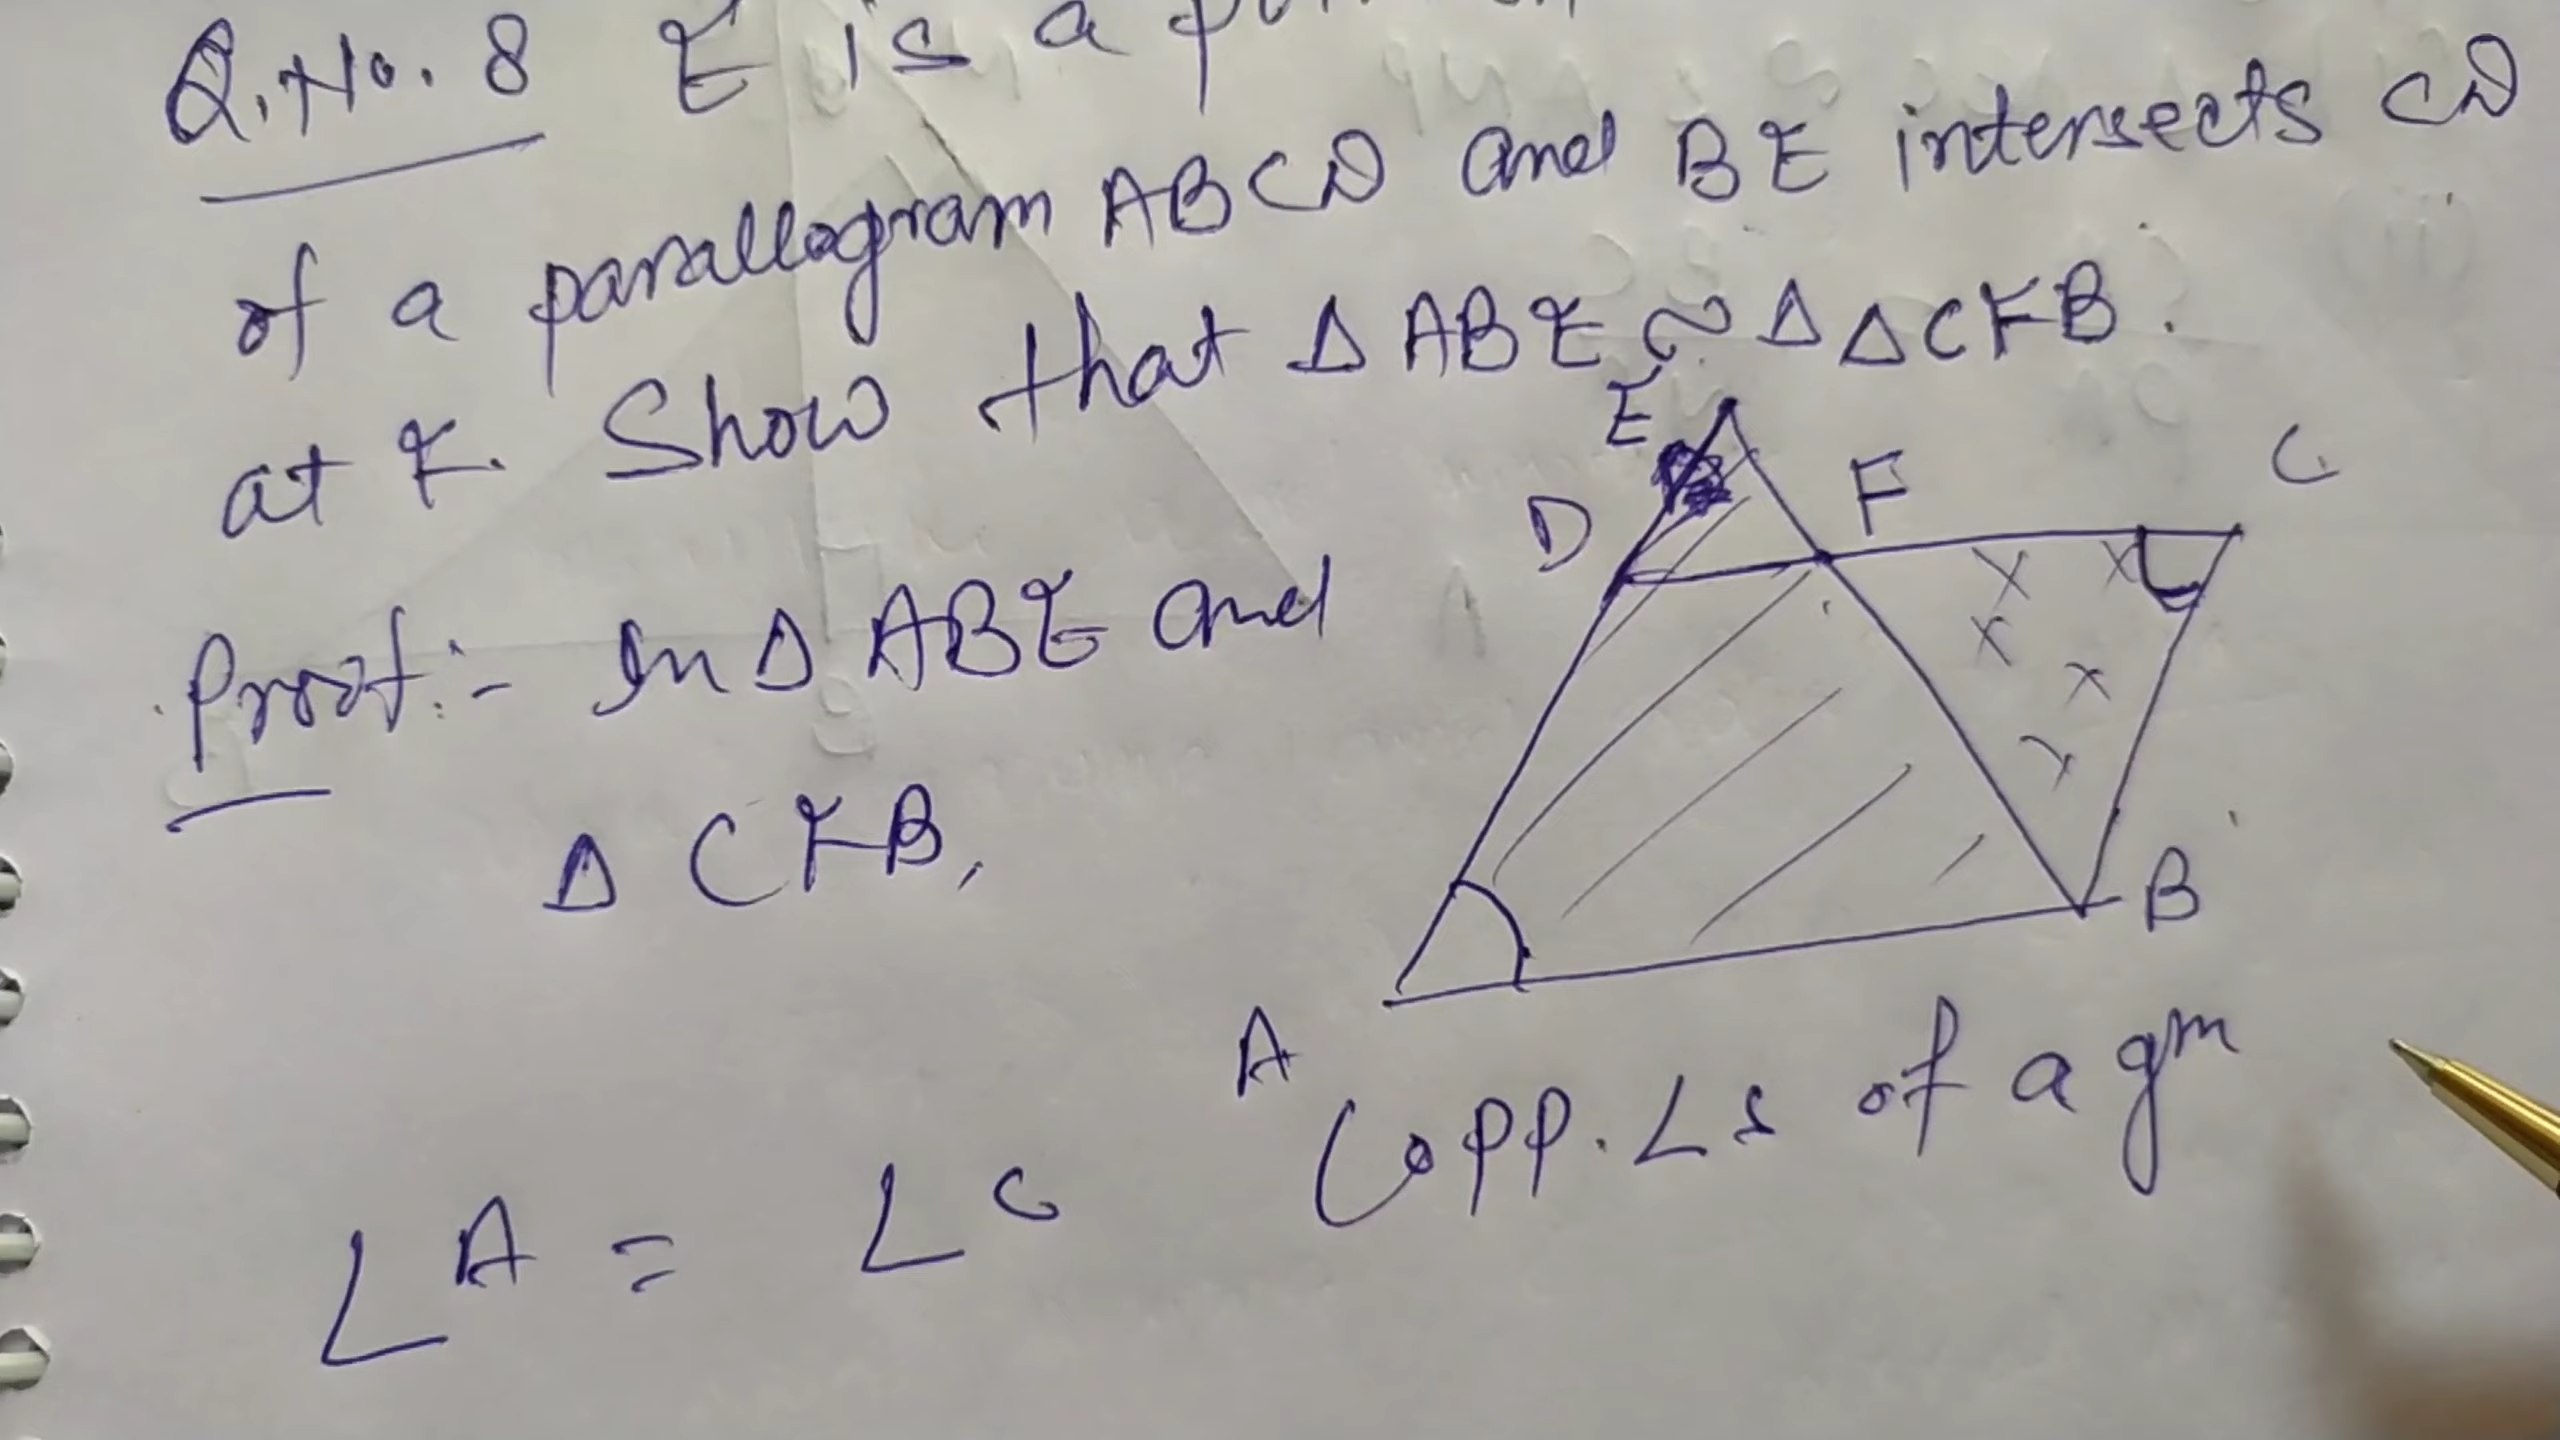 Q.No. 8 E is a
of a parallogram ABCD and BE intersects CD
at F. Show that Δ ABE ~ Δ Δ CFB.
E
F
C
D
Proof:- In Δ ABE and
Δ CFB,
B
A
(opp. ∠s of a gm
∠A = ∠C